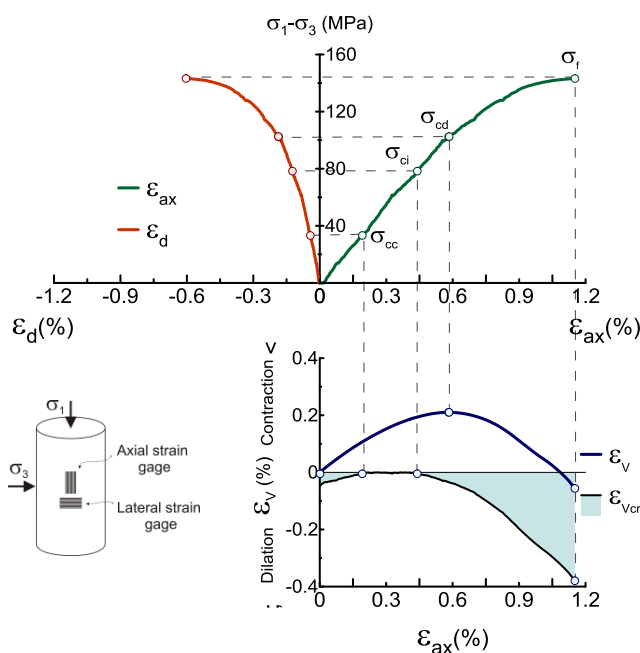 σ₁-σ₃ (MPa)
160
σf
120
σcd
80
σci
εax
40
εd
σcc
-1.2 -0.9 -0.6 -0.3 0 0.3 0.6 0.9 1.2
εd(%)
εax(%)
Dilation εV (%) Contraction <
0.4
0.2
0
-0.2
-0.4
εV
εVcr
0 0.3 0.6 0.9 1.2
εax(%)
σ₁
σ₃
Axial strain
gage
Lateral strain
gage